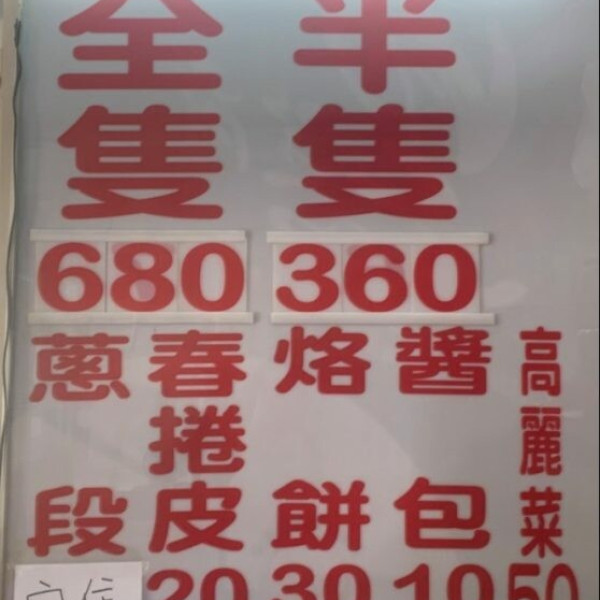 全隻 680
半隻 360
蔥段
春捲皮 20
烙餅 30
醬包 10
高麗菜 50